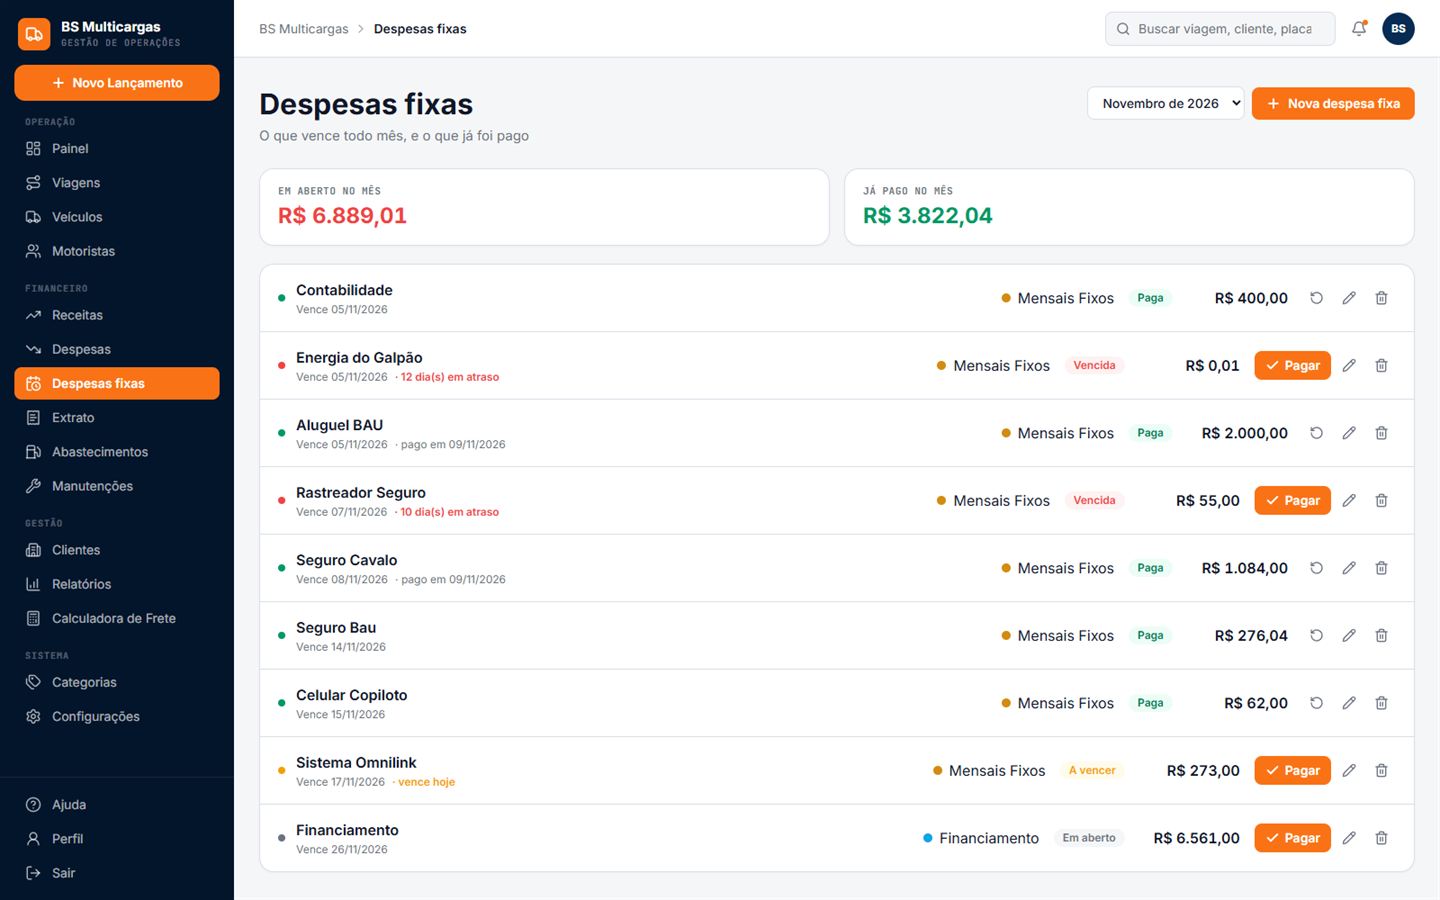 BS Multicargas
GESTÃO DE OPERAÇÕES
+ Novo Lançamento
OPERAÇÃO
Painel
Viagens
Veículos
Motoristas
FINANCEIRO
Receitas
Despesas
Despesas fixas
Extrato
Abastecimentos
Manutenções
GESTÃO
Clientes
Relatórios
Calculadora de Frete
SISTEMA
Categorias
Configurações
Ajuda
Perfil
Sair
BS Multicargas > Despesas fixas
Buscar viagem, cliente, placa
BS
Despesas fixas
O que vence todo mês, e o que já foi pago
Novembro de 2026
+ Nova despesa fixa
EM ABERTO NO MÊS
R$ 6.889,01
JÁ PAGO NO MÊS
R$ 3.822,04
Contabilidade
Vence 05/11/2026
Mensais Fixos Paga R$ 400,00
Energia do Galpão
Vence 05/11/2026 · 12 dia(s) em atraso
Mensais Fixos Vencida R$ 0,01 Pagar
Aluguel BAU
Vence 05/11/2026 · pago em 09/11/2026
Mensais Fixos Paga R$ 2.000,00
Rastreador Seguro
Vence 07/11/2026 · 10 dia(s) em atraso
Mensais Fixos Vencida R$ 55,00 Pagar
Seguro Cavalo
Vence 08/11/2026 · pago em 09/11/2026
Mensais Fixos Paga R$ 1.084,00
Seguro Bau
Vence 14/11/2026
Mensais Fixos Paga R$ 276,04
Celular Copiloto
Vence 15/11/2026
Mensais Fixos Paga R$ 62,00
Sistema Omnilink
Vence 17/11/2026 · vence hoje
Mensais Fixos A vencer R$ 273,00 Pagar
Financiamento
Vence 26/11/2026
Financiamento Em aberto R$ 6.561,00 Pagar